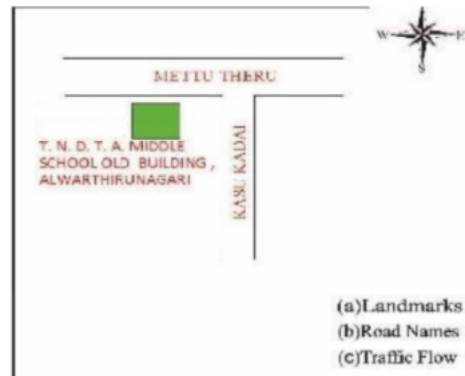 W E
S
METTU THERU
T. N. D. T. A. MIDDLE
SCHOOL OLD BUILDING ,
ALWARTHIRUNAGARI
KASU KADAI
(a)Landmarks
(b)Road Names
(c)Traffic Flow